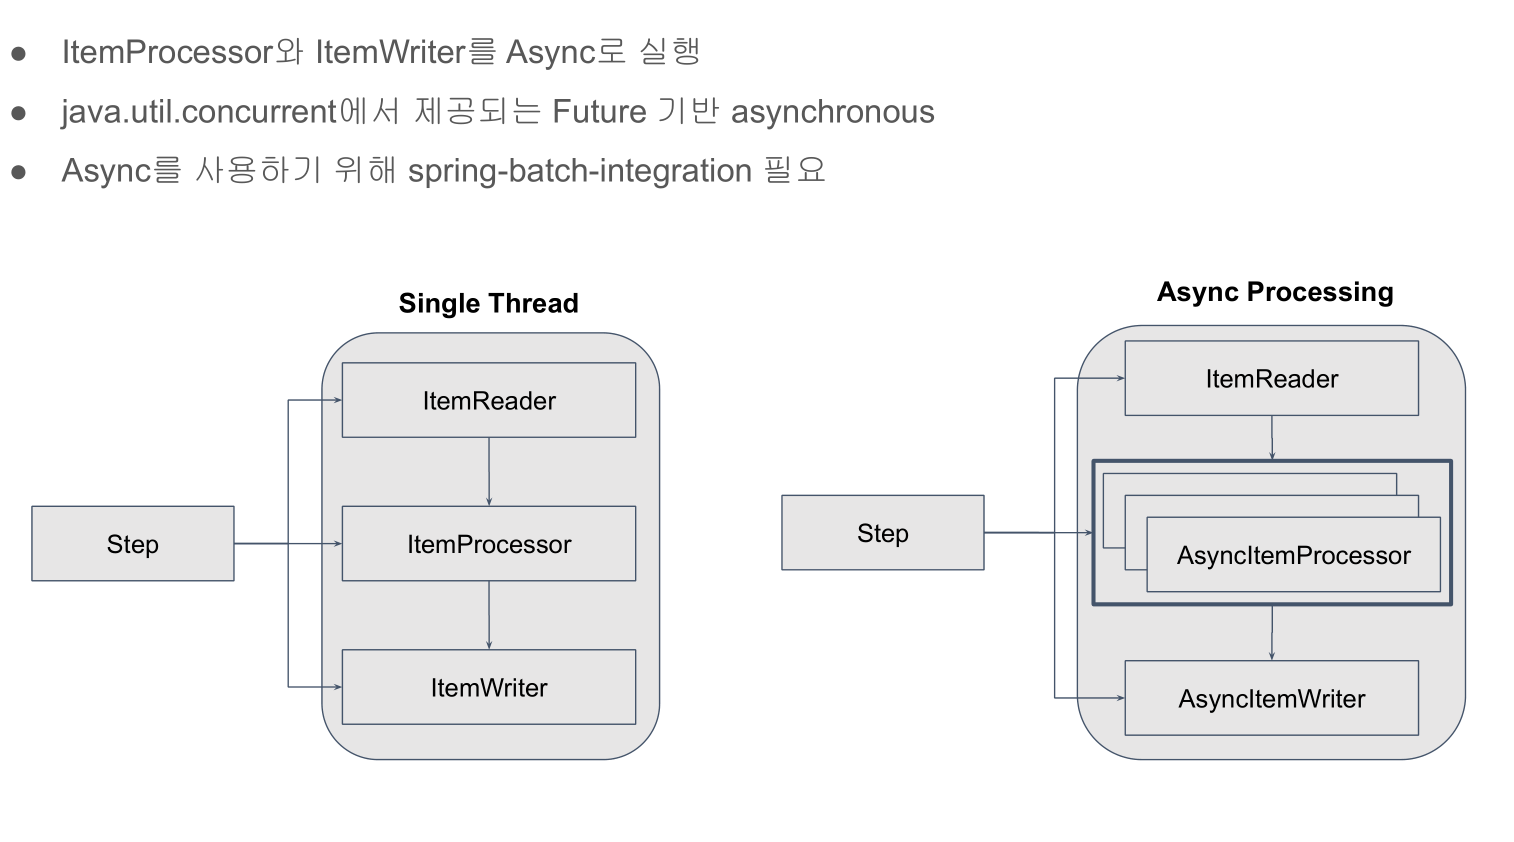 ● ItemProcessor와 ItemWriter를 Async로 실행
● java.util.concurrent에서 제공되는 Future 기반 asynchronous
● Async를 사용하기 위해 spring-batch-integration 필요
Single Thread
Step
ItemReader
ItemProcessor
ItemWriter
Async Processing
Step
ItemReader
AsyncItemProcessor
AsyncItemWriter